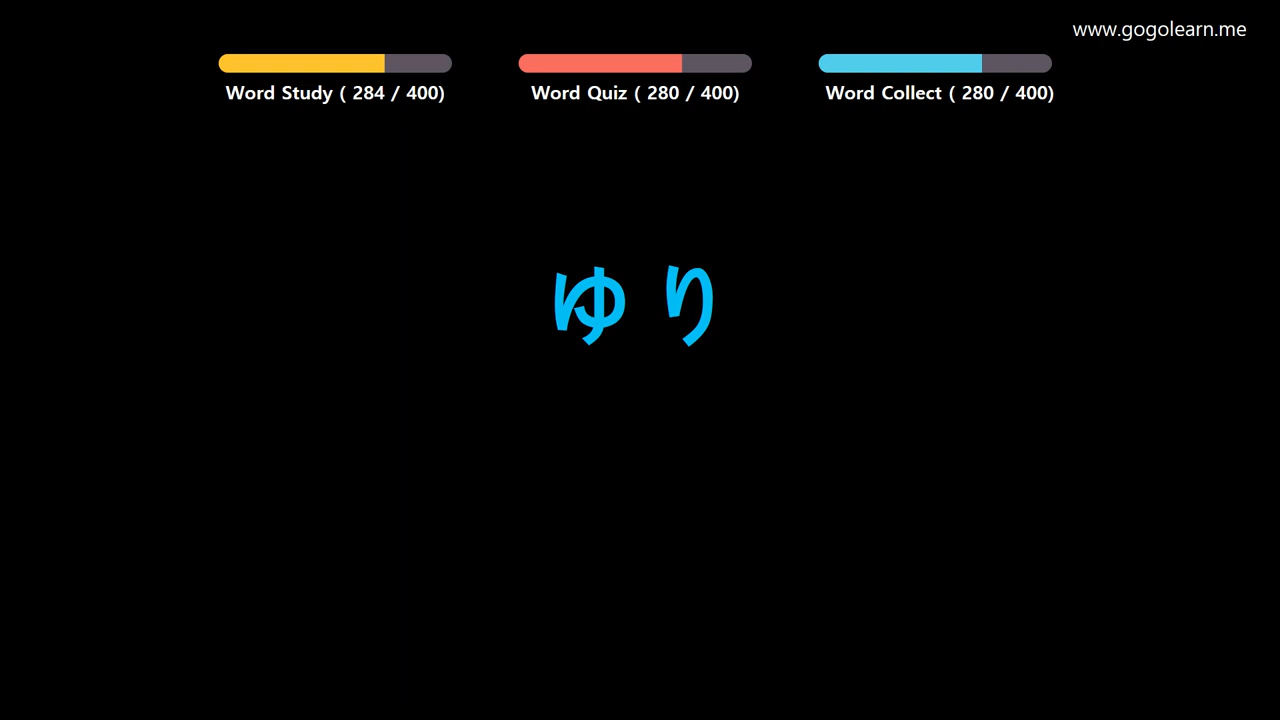 www.gogolearn.me
Word Study ( 284 / 400)
Word Quiz ( 280 / 400)
Word Collect ( 280 / 400)
ゆり